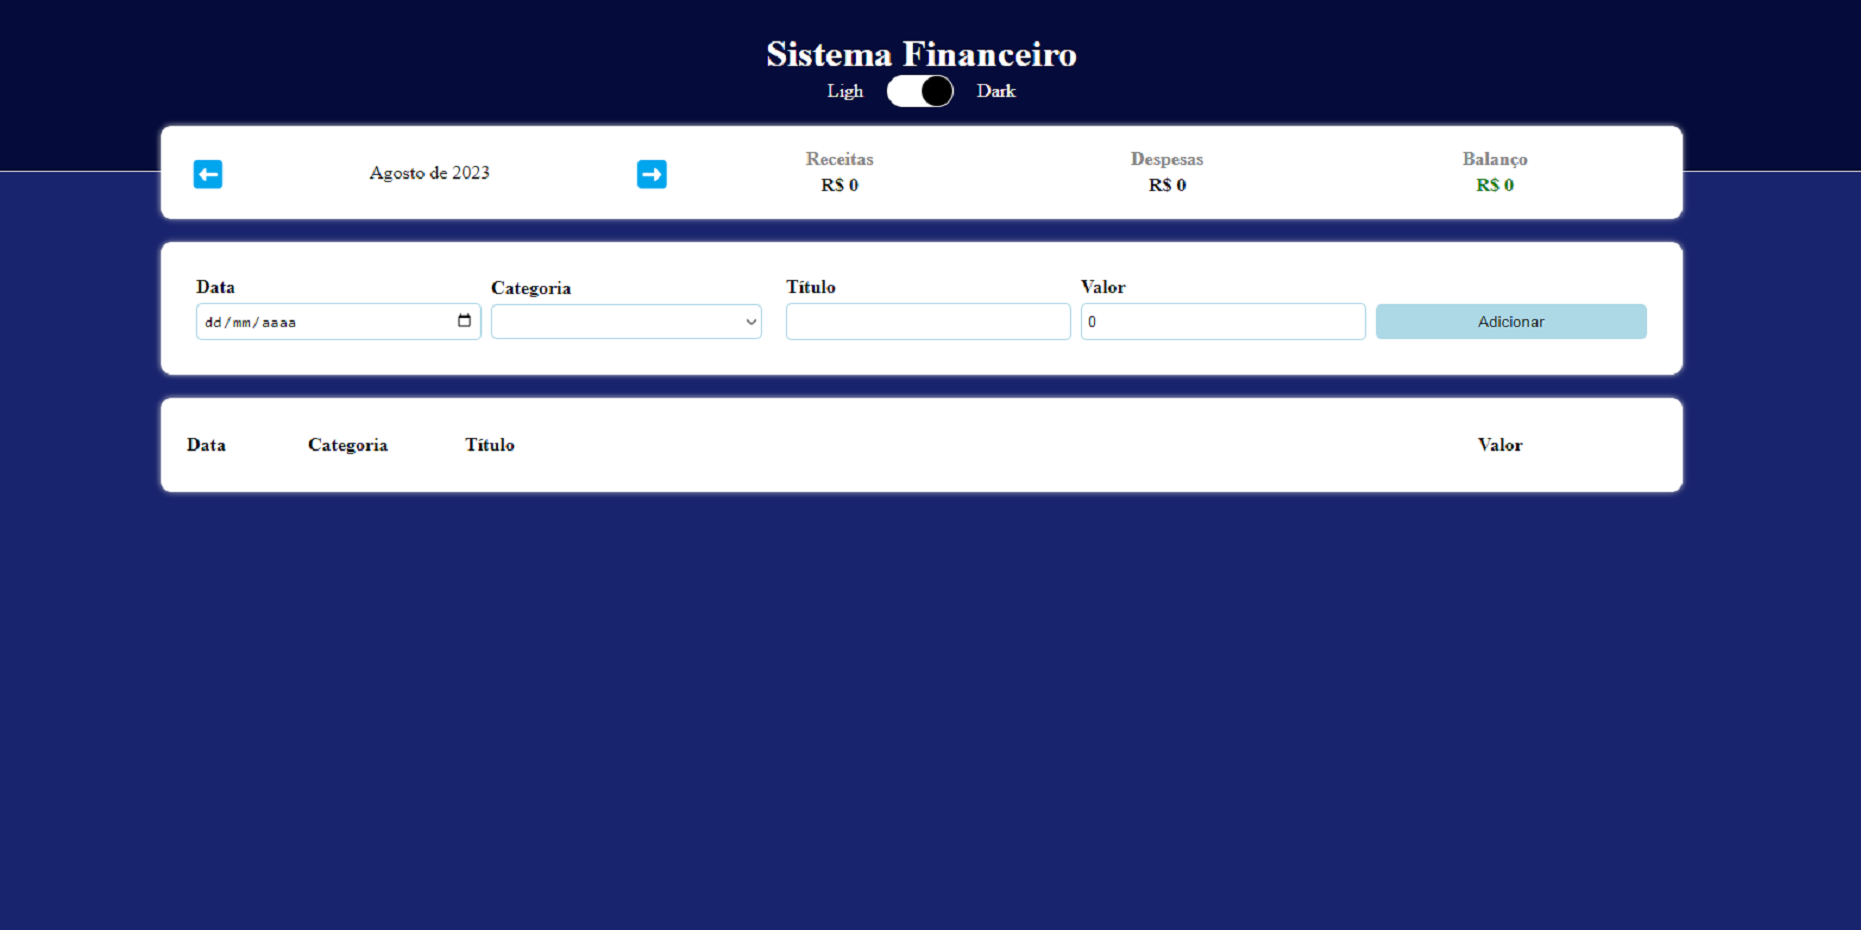 Sistema Financeiro
Ligh Dark
Agosto de 2023
Receitas
R$ 0
Despesas
R$ 0
Balanço
R$ 0
Data
dd/mm/aaaa
Categoria
Título
Valor
0
Adicionar
Data Categoria Título Valor